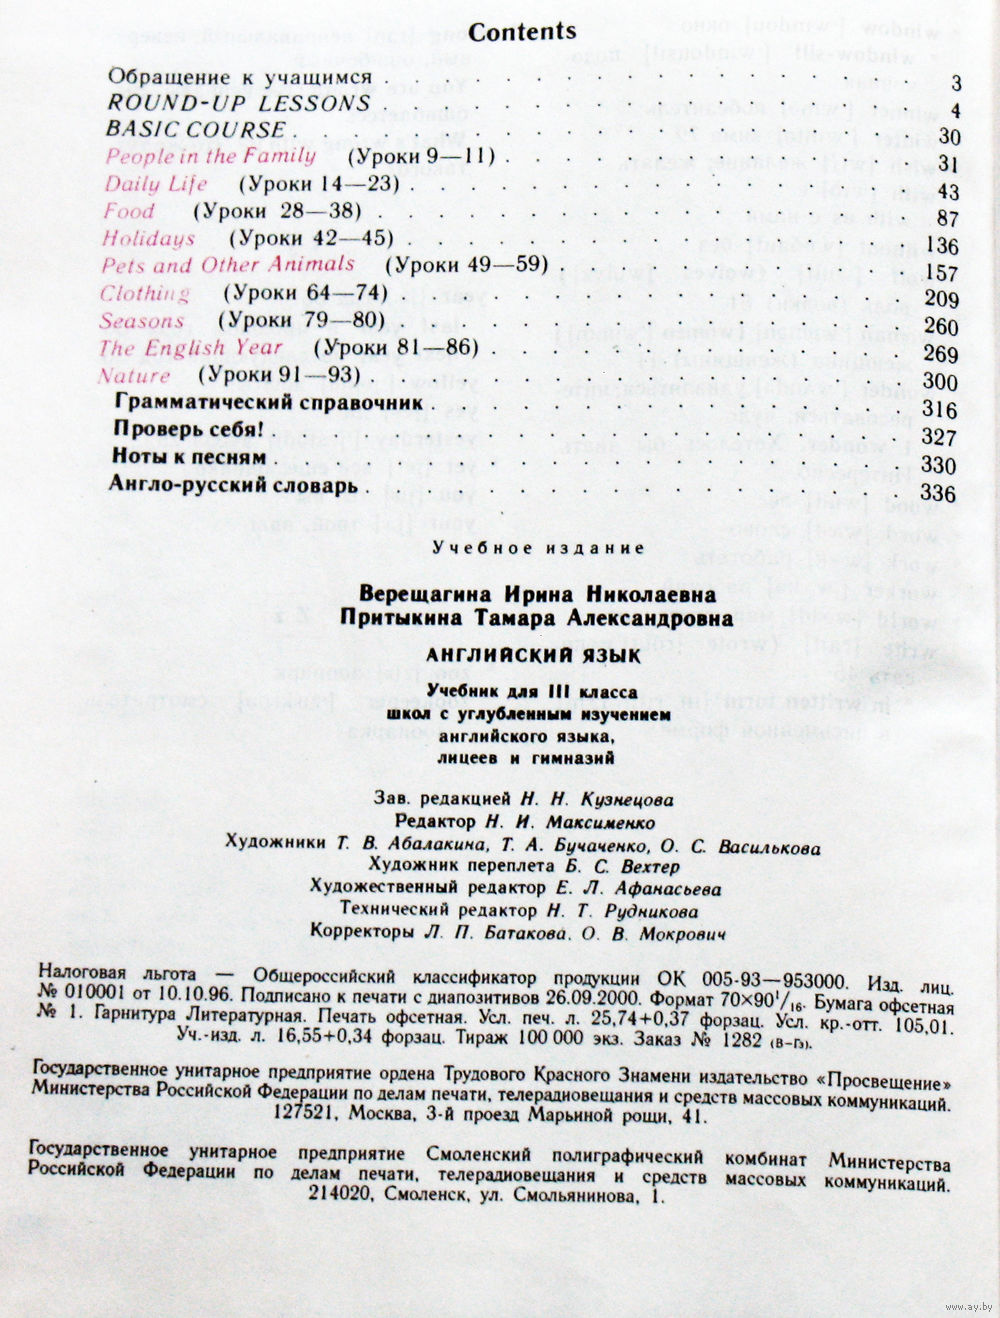 Contents
Обращение к учащимся . . . . . . . . . . . . . . . . . . 3
ROUND-UP LESSONS . . . . . . . . . . . . . . . . . . 4
BASIC COURSE . . . . . . . . . . . . . . . . . . 30
People in the Family (Уроки 9—11) . . . . . . . . . . . . . . 31
Daily Life (Уроки 14—23) . . . . . . . . . . . . . . . . . 43
Food (Уроки 28—38) . . . . . . . . . . . . . . . . . . 87
Holidays (Уроки 42—45) . . . . . . . . . . . . . . . . . 136
Pets and Other Animals (Уроки 49—59) . . . . . . . . . . . . 157
Clothing (Уроки 64—74) . . . . . . . . . . . . . . . . . 209
Seasons (Уроки 79—80) . . . . . . . . . . . . . . . . . 260
The English Year (Уроки 81—86) . . . . . . . . . . . . . . 269
Nature (Уроки 91—93) . . . . . . . . . . . . . . . . . . 300
Грамматический справочник . . . . . . . . . . . . . . . . 316
Проверь себя! . . . . . . . . . . . . . . . . . . 327
Ноты к песням . . . . . . . . . . . . . . . . . . 330
Англо-русский словарь . . . . . . . . . . . . . . . . . . 336
Учебное издание
Верещагина Ирина Николаевна
Притыкина Тамара Александровна
АНГЛИЙСКИЙ ЯЗЫК
Учебник для III класса
школ с углубленным изучением
английского языка,
лицеев и гимназий
Зав. редакцией Н. Н. Кузнецова
Редактор Н. И. Максименко
Художники Т. В. Абалакина, Т. А. Бучаченко, О. С. Василькова
Художник переплета Б. С. Вехтер
Художественный редактор Е. Л. Афанасьева
Технический редактор Н. Т. Рудникова
Корректоры Л. П. Батакова, О. В. Мокрович
Налоговая льгота — Общероссийский классификатор продукции ОК 005-93—953000. Изд. лиц.
№ 010001 от 10.10.96. Подписано к печати с диапозитивов 26.09.2000. Формат 70×90¹/₁₆. Бумага офсетная
№ 1. Гарнитура Литературная. Печать офсетная. Усл. печ. л. 25,74+0,37 форзац. Усл. кр.-отт. 105,01.
Уч.-изд. л. 16,55+0,34 форзац. Тираж 100 000 экз. Заказ № 1282 (в-гз).
Государственное унитарное предприятие ордена Трудового Красного Знамени издательство «Просвещение»
Министерства Российской Федерации по делам печати, телерадиовещания и средств массовых коммуникаций.
127521, Москва, 3-й проезд Марьиной рощи, 41.
Государственное унитарное предприятие Смоленский полиграфический комбинат Министерства
Российской Федерации по делам печати, телерадиовещания и средств массовых коммуникаций.
214020, Смоленск, ул. Смольянинова, 1.
www.ay.by